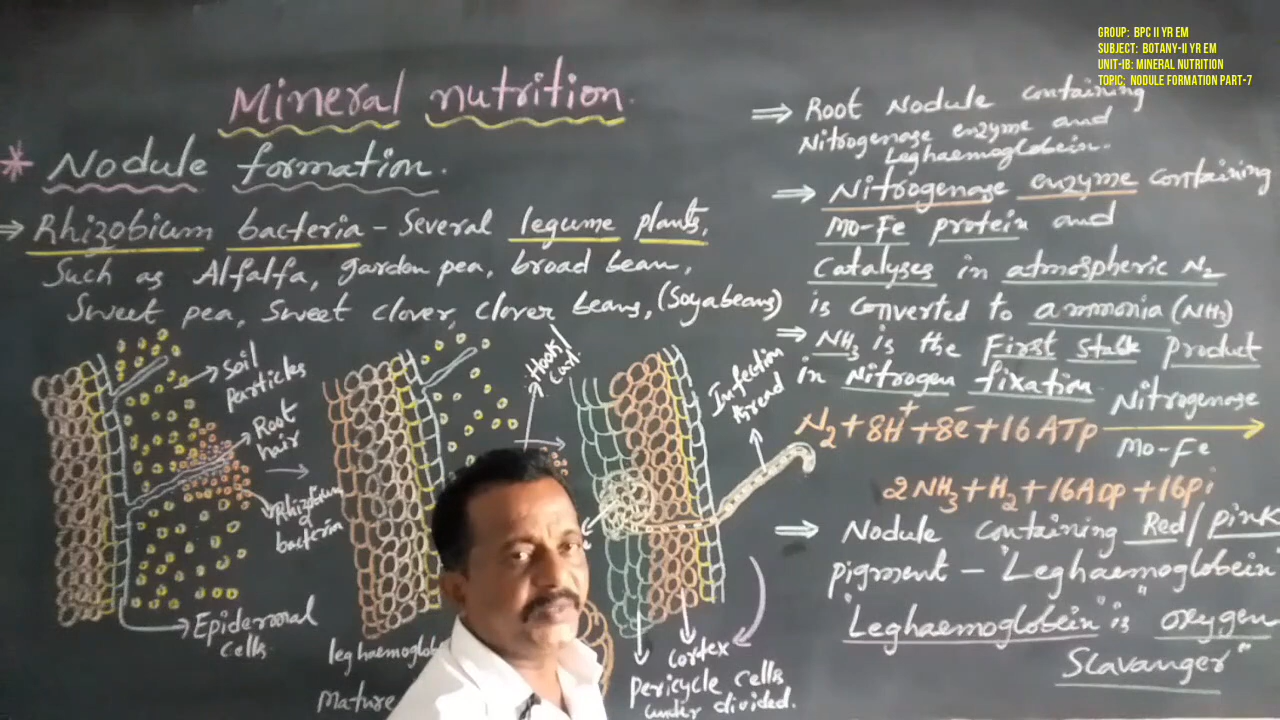 GROUP: BPC II YR EM
SUBJECT: BOTANY-II YR EM
UNIT-IB: MINERAL NUTRITION
TOPIC: NODULE FORMATION PART-7
Mineral nutrition
* Nodule formation.
⇒ Rhizobium bacteria - Several legume plants,
Such as Alfalfa, garden pea, broad bean,
Sweet pea, Sweet clover, clover beans, (Soyabeans)
Soil
particles
Root
hair
Rhizobium
bacteria
Epidermal
cells
Hook/
Infection
thread
leghaemoglob
Mature
Cortex
pericycle cells
under divided.
⇒ Root Nodule containing
Nitrogenase enzyme and
Leghaemoglobein.
⇒ Nitrogenase enzyme containing
Mo-Fe protein and
Catalyses in atmospheric N₂
is converted to ammonia (NH₃)
⇒ NH₃ is the First Product
in Nitrogen fixation
N₂+8H⁺+8e⁻+16ATp
Nitrogenase
Mo-Fe
2NH₃+H₂+16ADp+16pi
⇒ Nodule containing Red/pink
pigment - "Leghaemoglobein"
"Leghaemoglobein" is oxygen
Scavanger"